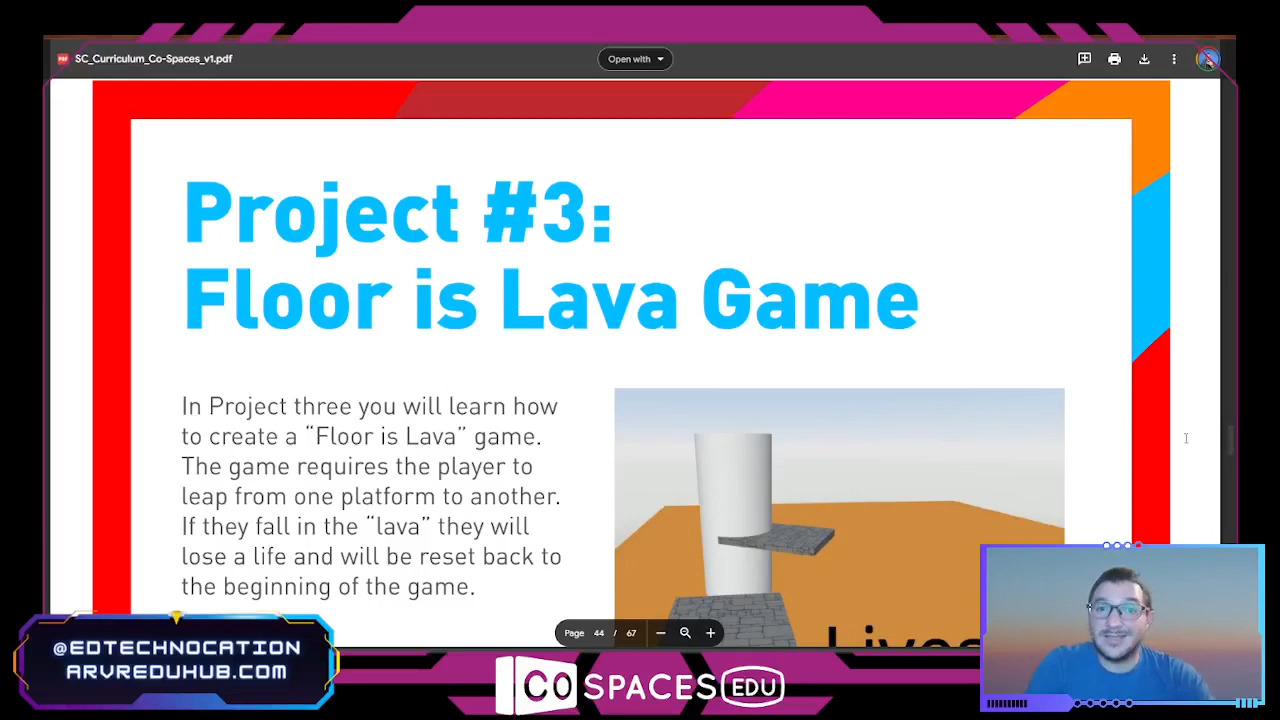 PDF
SC_Curriculum_Co-Spaces_v1.pdf
Open with
Project #3:
Floor is Lava Game
In Project three you will learn how
to create a “Floor is Lava” game.
The game requires the player to
leap from one platform to another.
If they fall in the “lava” they will
lose a life and will be reset back to
the beginning of the game.
Lives
Page 44 / 67
@EDTECHNOCATION
ARVREDUHUB.COM
COSPACES EDU